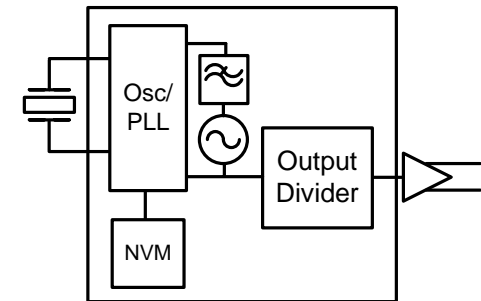 Osc/
PLL
Output
Divider
NVM